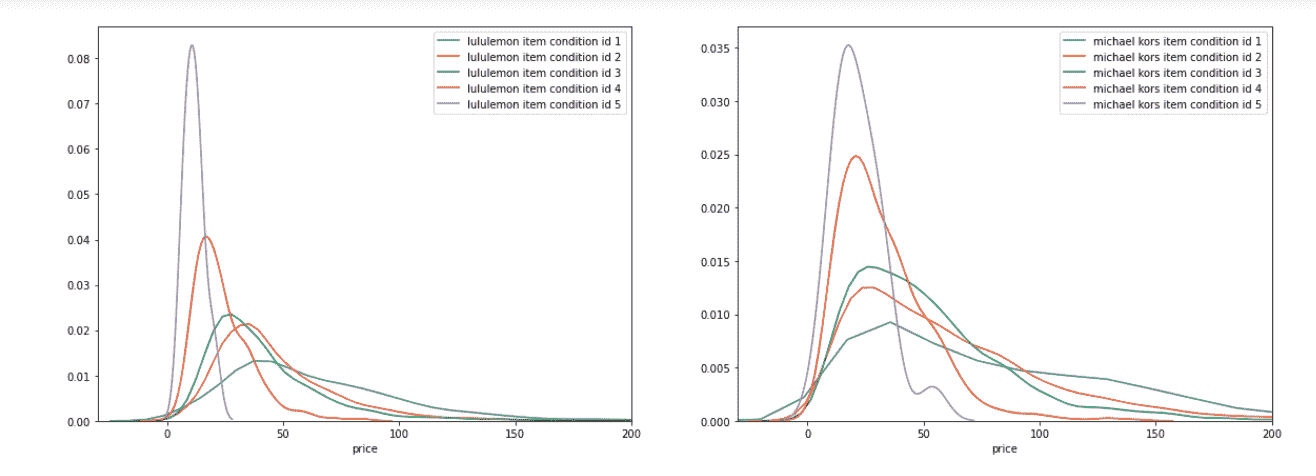 lululemon item condition id 1
lululemon item condition id 2
lululemon item condition id 3
lululemon item condition id 4
lululemon item condition id 5
0.08
0.07
0.06
0.05
0.04
0.03
0.02
0.01
0.00
0 50 100 150 200
price
michael kors item condition id 1
michael kors item condition id 2
michael kors item condition id 3
michael kors item condition id 4
michael kors item condition id 5
0.035
0.030
0.025
0.020
0.015
0.010
0.005
0.000
0 50 100 150 200
price